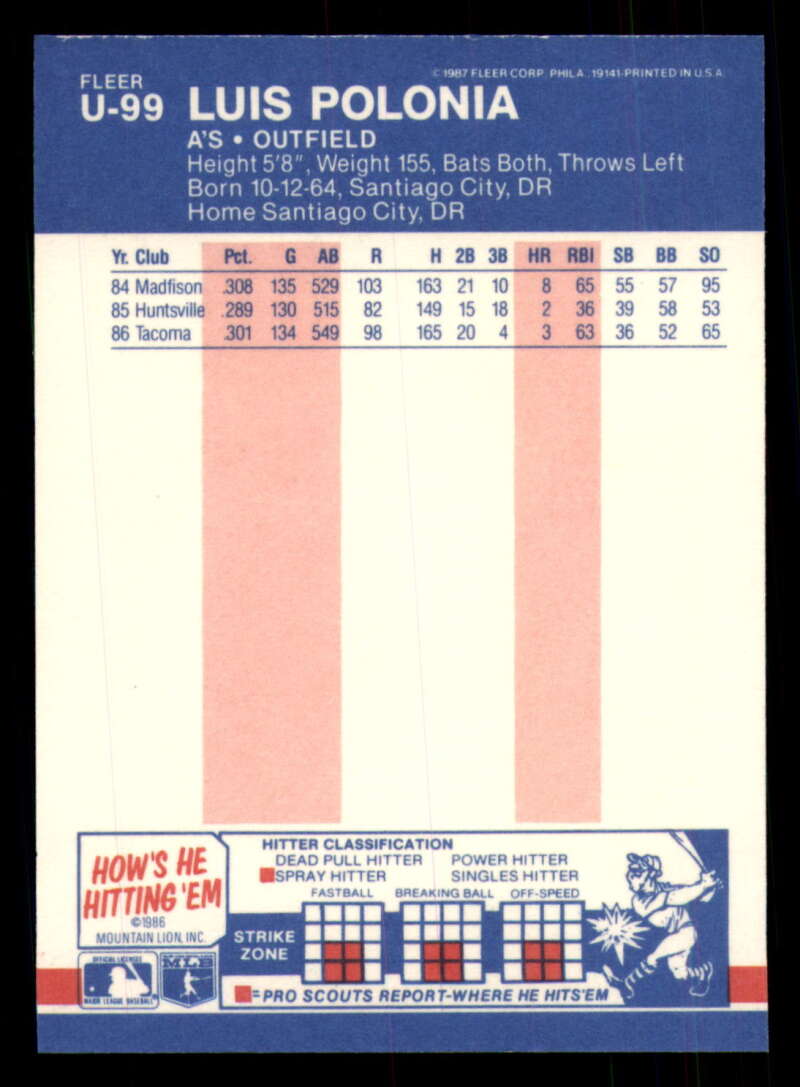 FLEER
U-99
© 1987 FLEER CORP. PHILA., 19141-PRINTED IN U.S.A.
LUIS POLONIA
A'S • OUTFIELD
Height 5'8", Weight 155, Bats Both, Throws Left
Born 10-12-64, Santiago City, DR
Home Santiago City, DR
Yr. Club Pct. G AB R H 2B 3B HR RBI SB BB SO
84 Madfison .308 135 529 103 163 21 10 8 65 55 57 95
85 Huntsville .289 130 515 82 149 15 18 2 36 39 58 53
86 Tacoma .301 134 549 98 165 20 4 3 63 36 52 65
HOW'S HE
HITTING 'EM
©1986
MOUNTAIN LION, INC.
OFFICIAL LICENSEE
MAJOR LEAGUE BASEBALL
MLB
HITTER CLASSIFICATION
DEAD PULL HITTER POWER HITTER
SPRAY HITTER SINGLES HITTER
FASTBALL BREAKING BALL OFF-SPEED
STRIKE
ZONE
=PRO SCOUTS REPORT-WHERE HE HITS 'EM